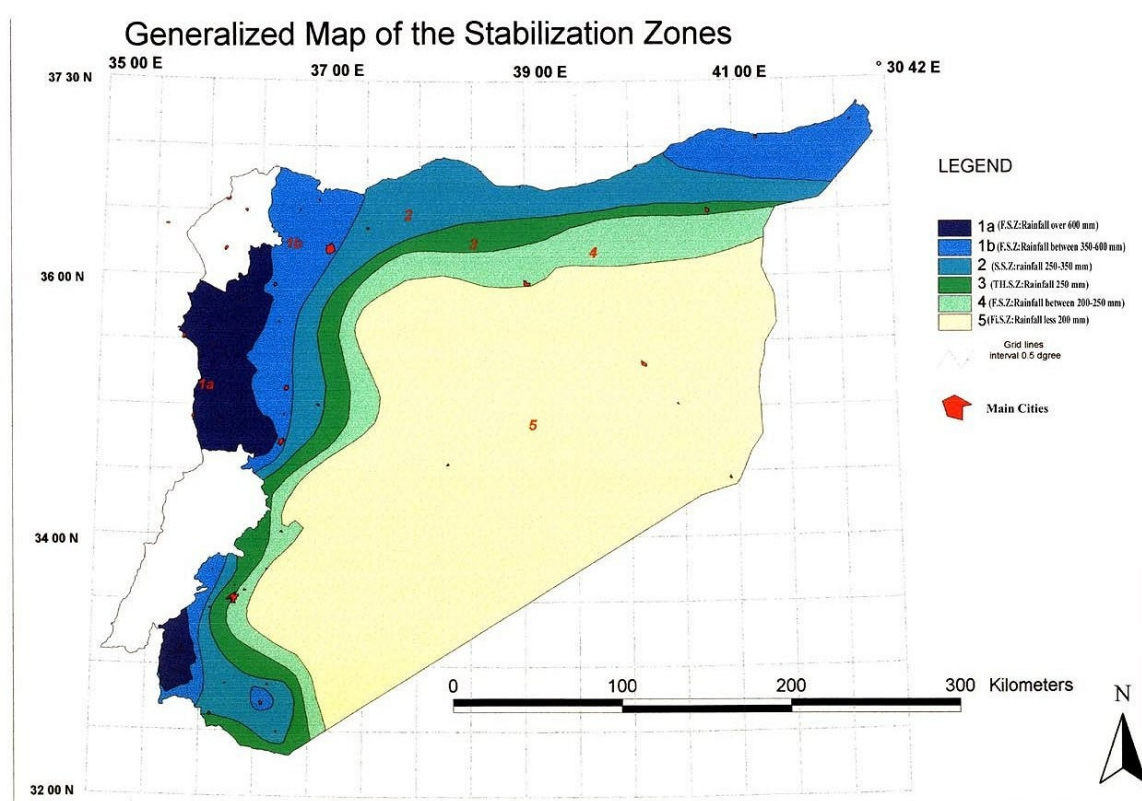 Generalized Map of the Stabilization Zones
35 00 E
37 00 E
39 00 E
41 00 E
° 30 42 E
37 30 N
36 00 N
34 00 N
32 00 N
1b
2
3
4
1a
5
LEGEND
1a (F.S.Z:Rainfall over 600 mm)
1b (F.S.Z:Rainfall between 350-600 mm)
2 (S.S.Z:rainfall 250-350 mm)
3 (TH.S.Z:Rainfall 250 mm)
4 (F.S.Z:Rainfall between 200-250 mm)
5 (Fi.S.Z:Rainfall less 200 mm)
Grid lines
interval 0.5 dgree
Main Cities
0 100 200 300 Kilometers
N